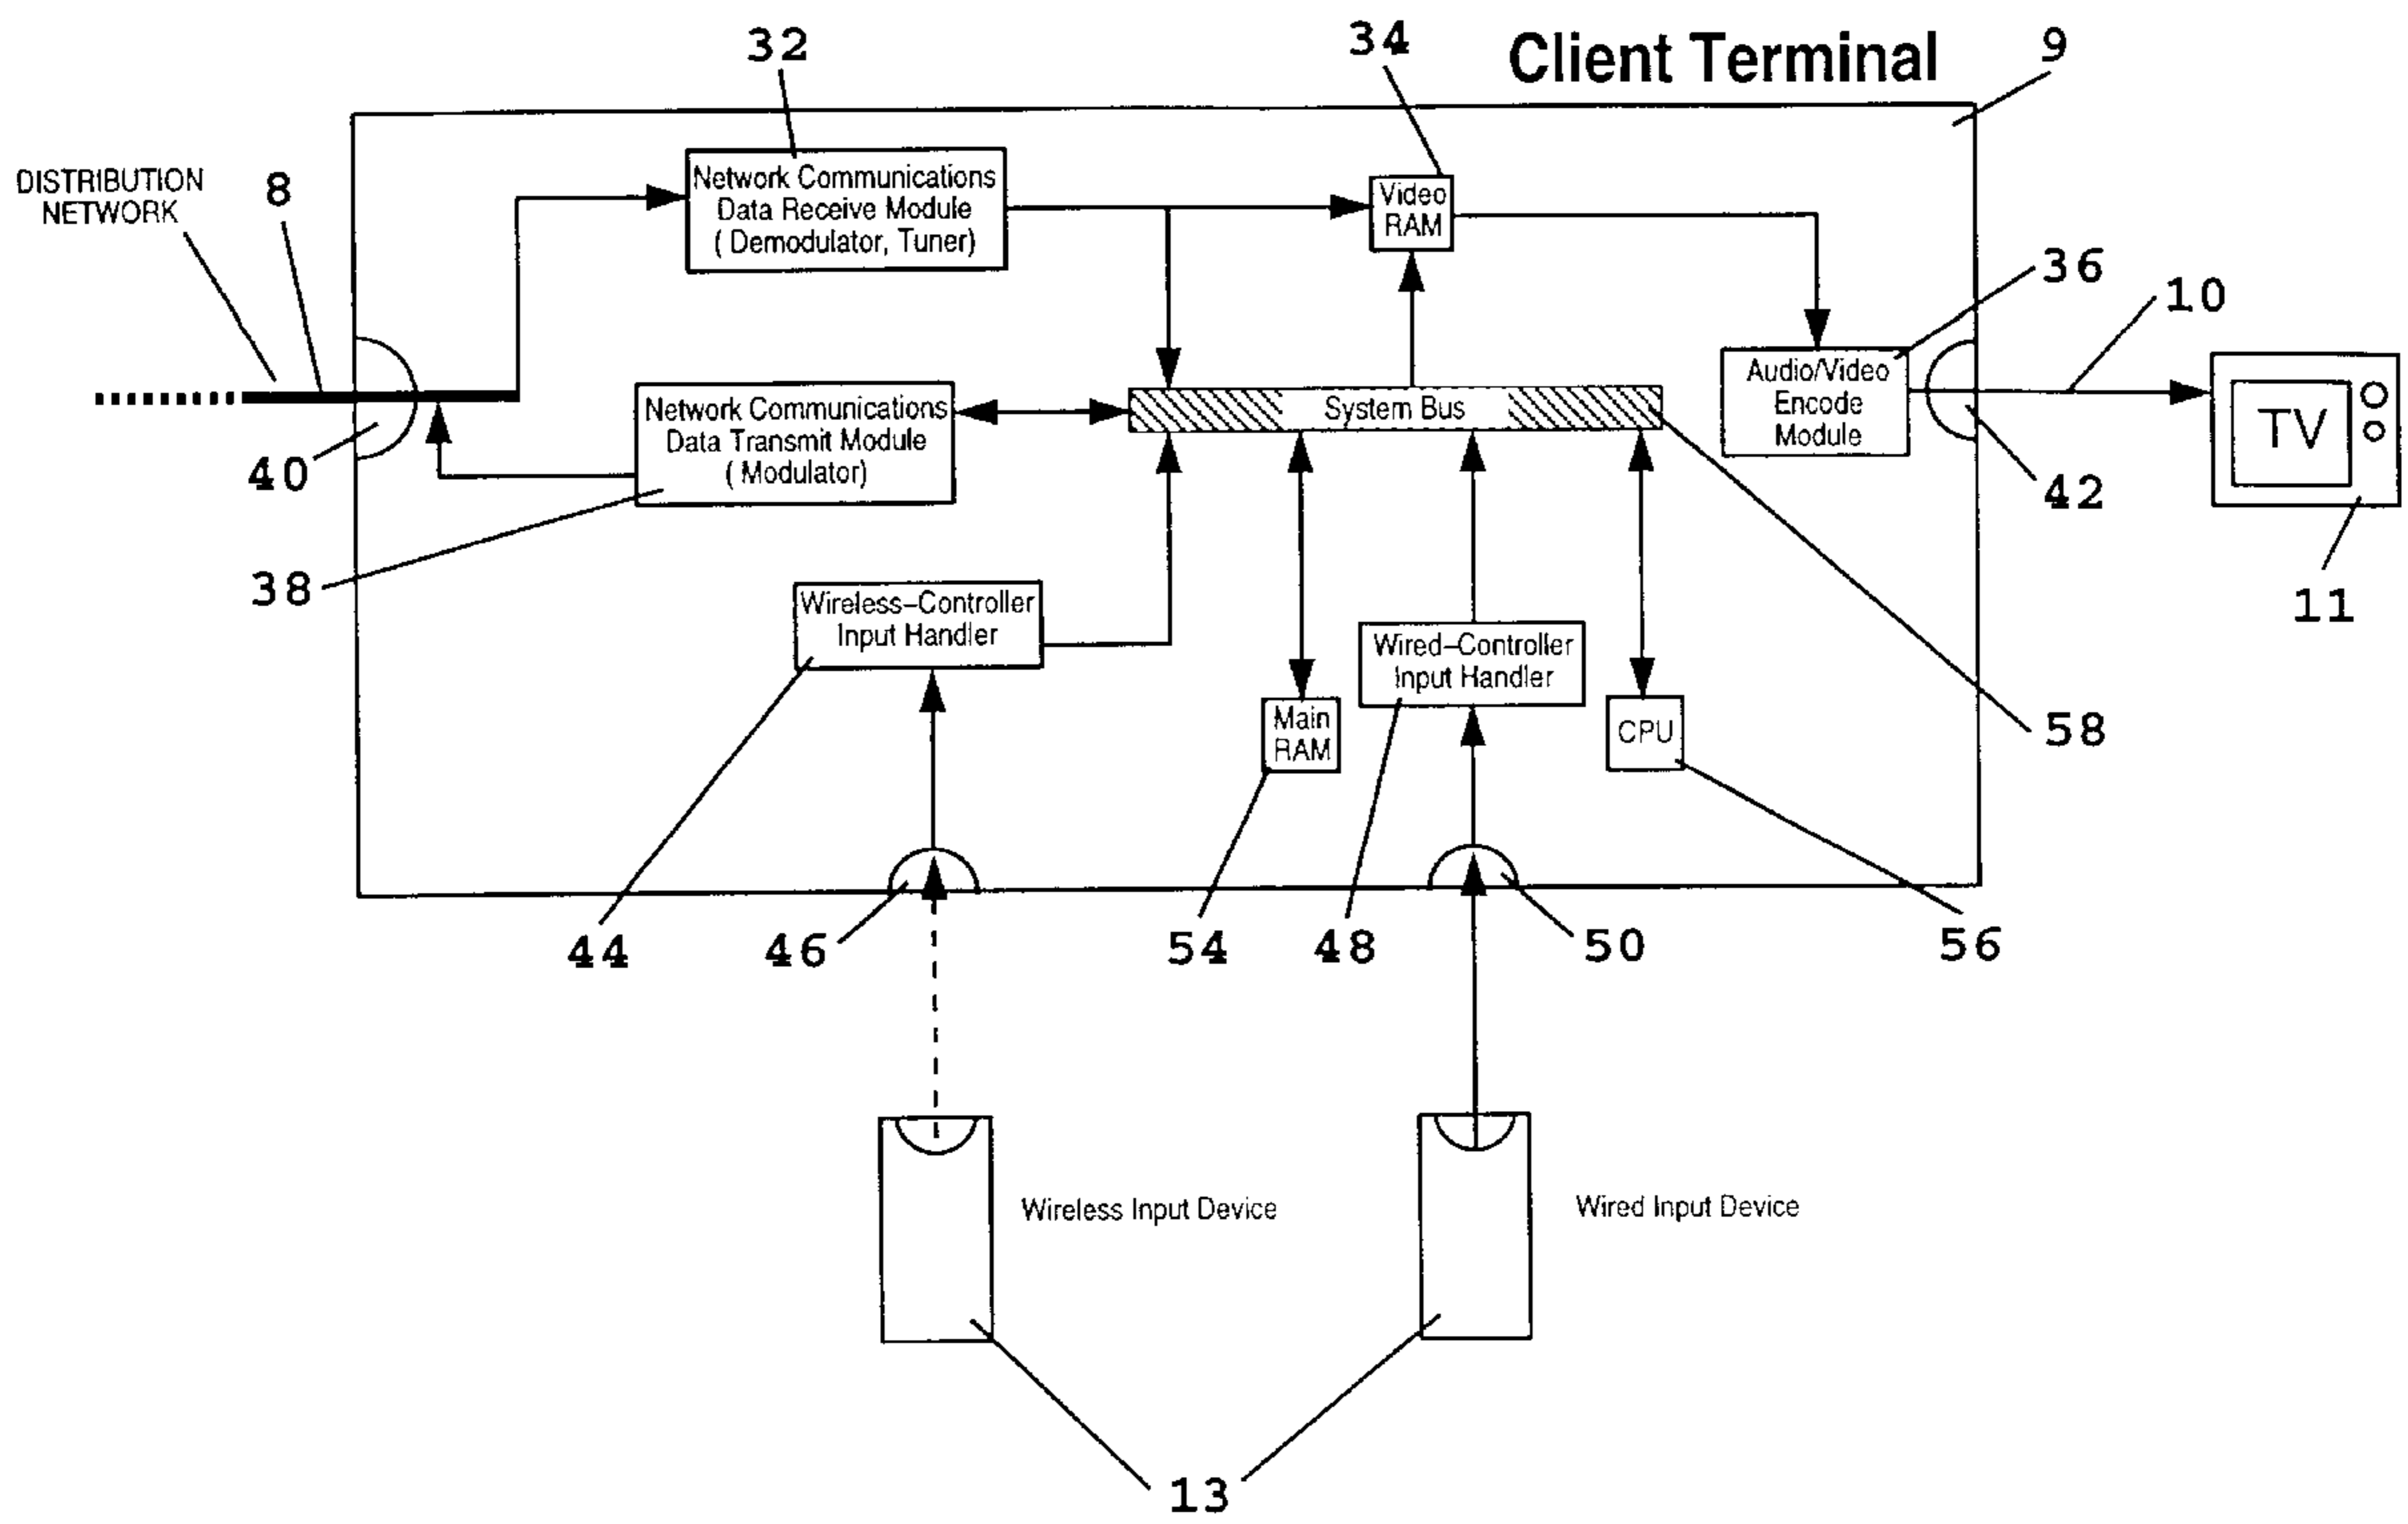 Client Terminal
32
34
9
DISTRIBUTION
NETWORK
8
Network Communications
Data Receive Module
( Demodulator, Tuner)
Video
RAM
36
10
Network Communications
Data Transmit Module
( Modulator)
System Bus
Audio/Video
Encode
Module
TV
40
42
38
11
Wireless-Controller
Input Handler
Wired-Controller
Input Handler
Main
RAM
CPU
58
44
46
54
48
50
56
Wireless Input Device
Wired Input Device
13